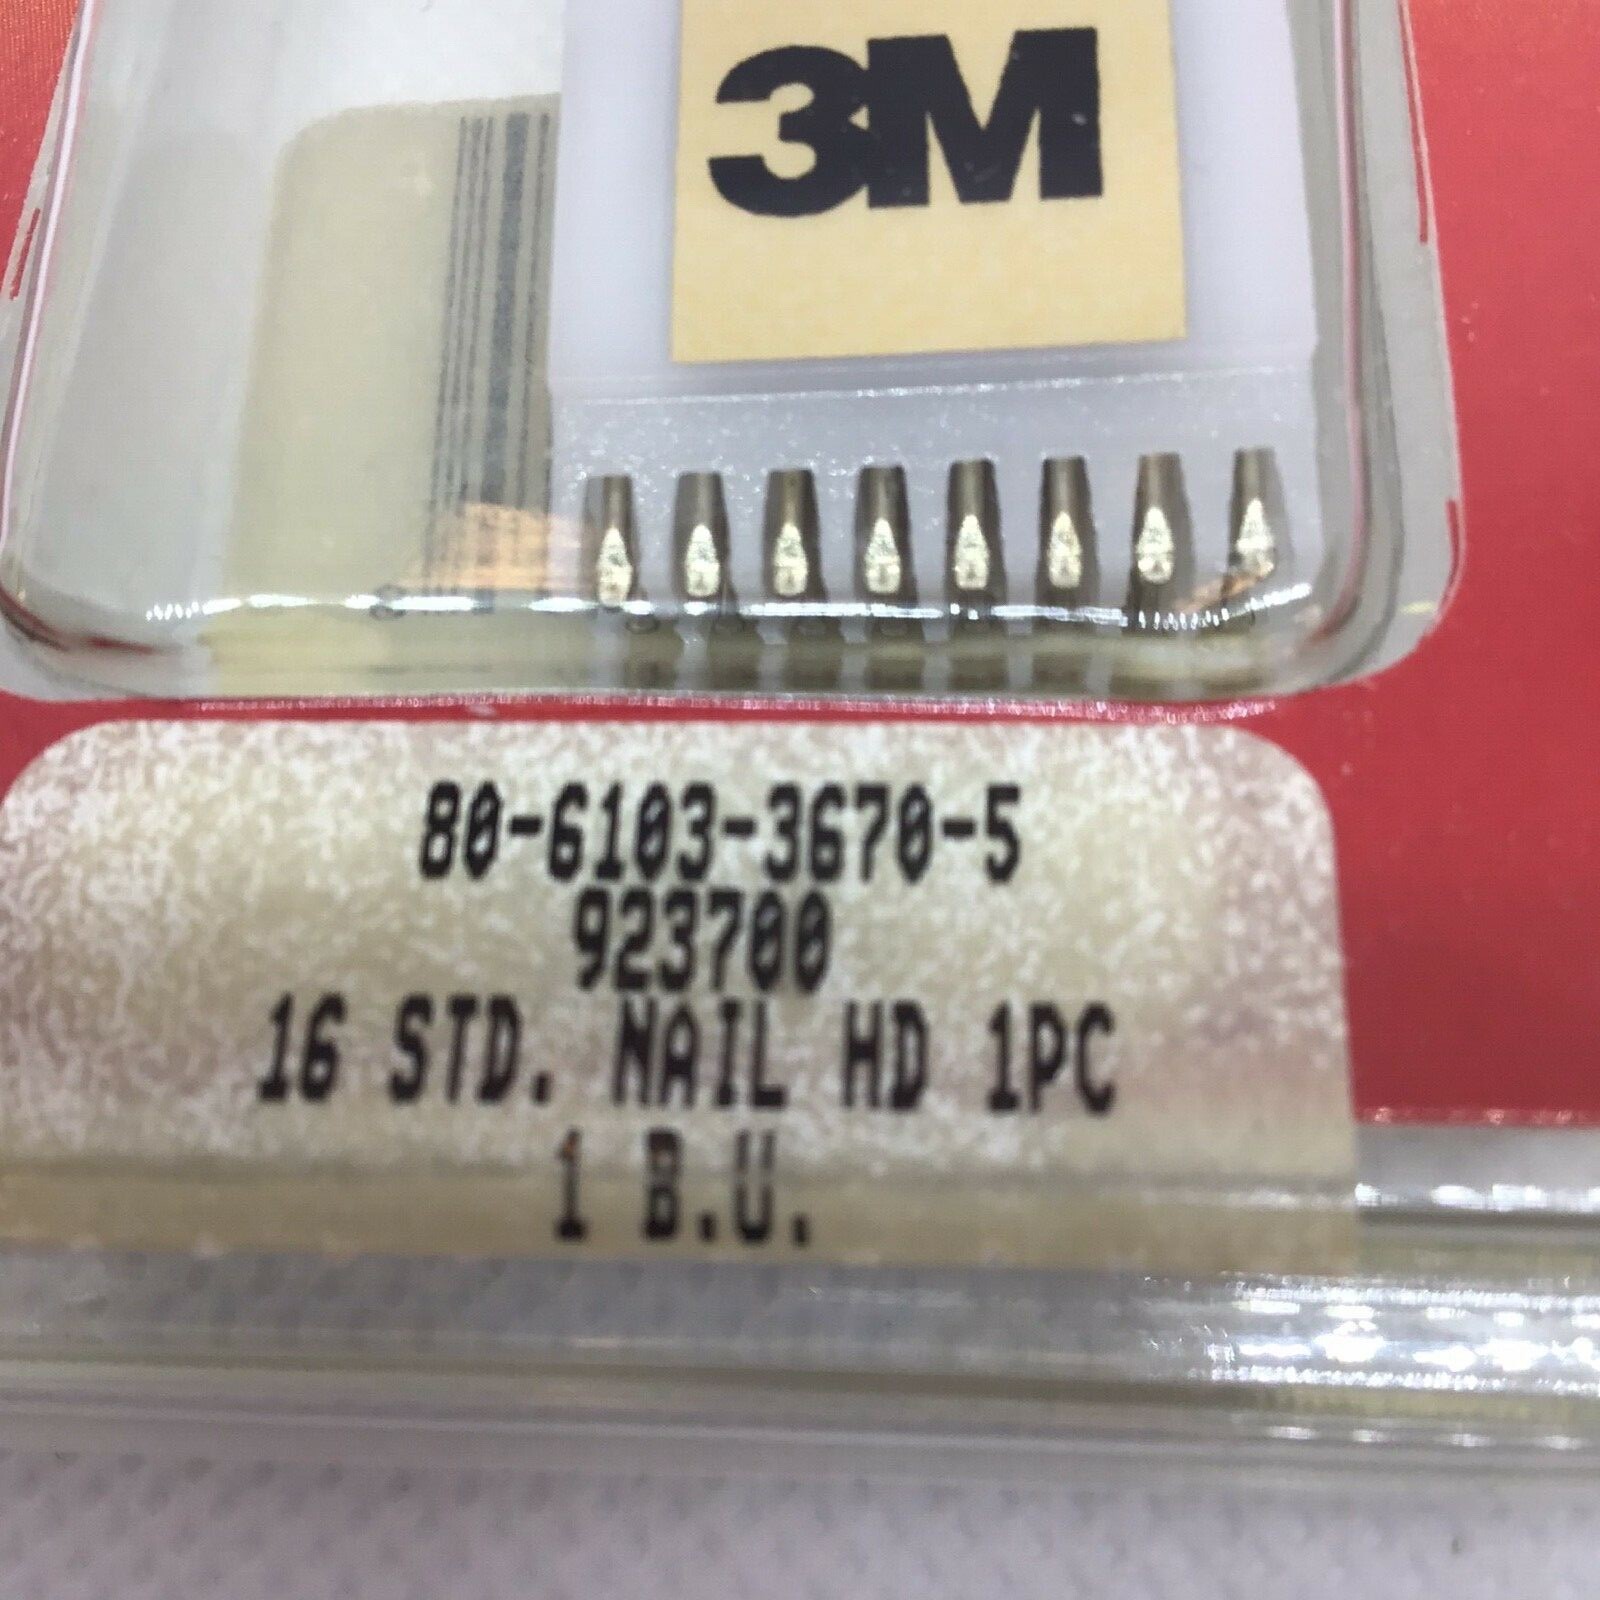 3M
80-6103-3670-5
923700
16 STD. NAIL HD 1PC
1 B.U.